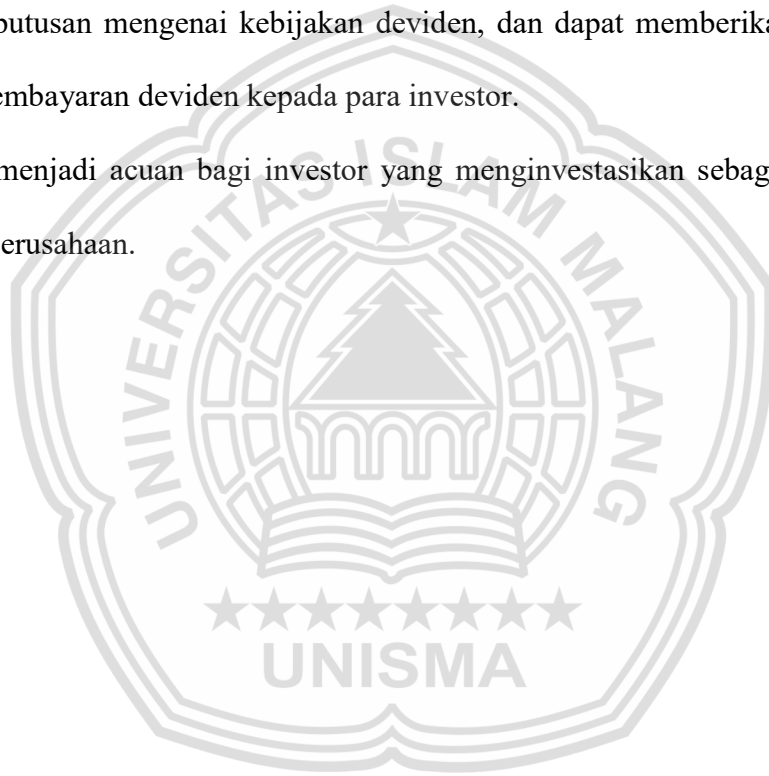 putusan mengenai kebijakan deviden, dan dapat memberika
embayaran deviden kepada para investor.
menjadi acuan bagi investor yang menginvestasikan sebag
erusahaan.
UNIVERSITAS ISLAM MALANG
UNISMA